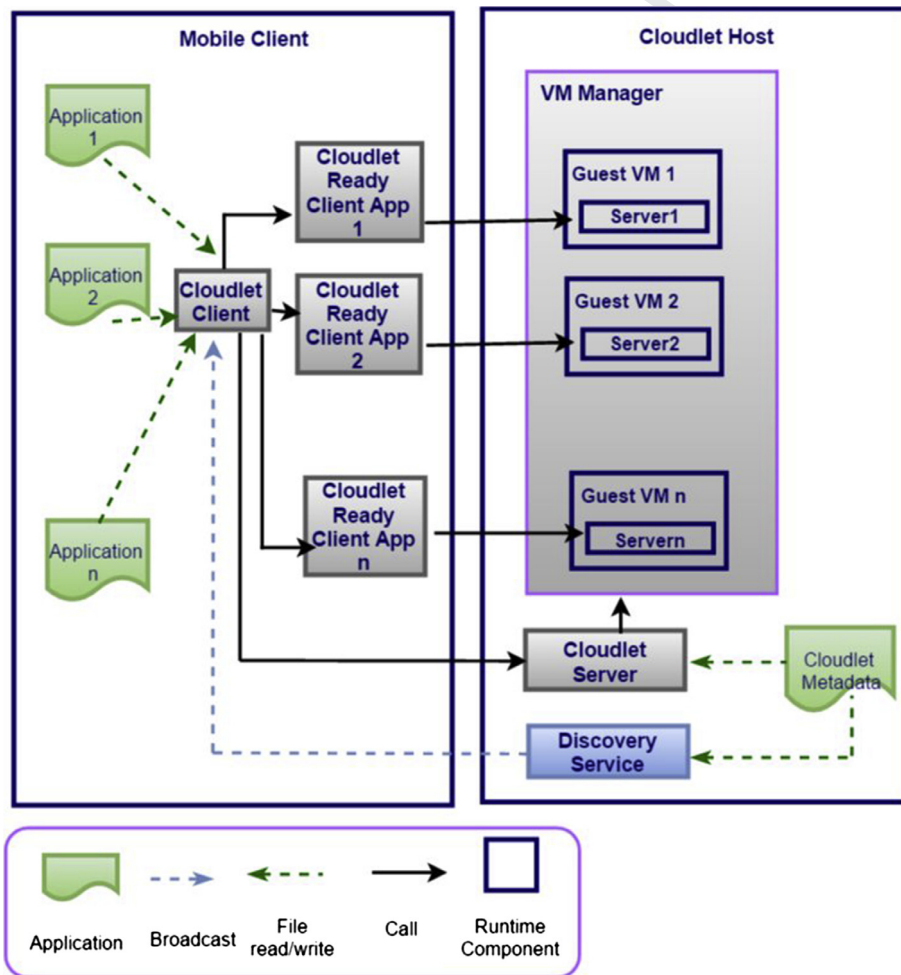 Mobile Client
Cloudlet Host
Application
1
Application
2
Application
n
Cloudlet
Client
Cloudlet
Ready
Client App
1
Cloudlet
Ready
Client App
2
Cloudlet
Ready
Client App
n
VM Manager
Guest VM 1
Server1
Guest VM 2
Server2
Guest VM n
Servern
Cloudlet
Server
Cloudlet
Metadata
Discovery
Service
Application
Broadcast
File
read/write
Call
Runtime
Component